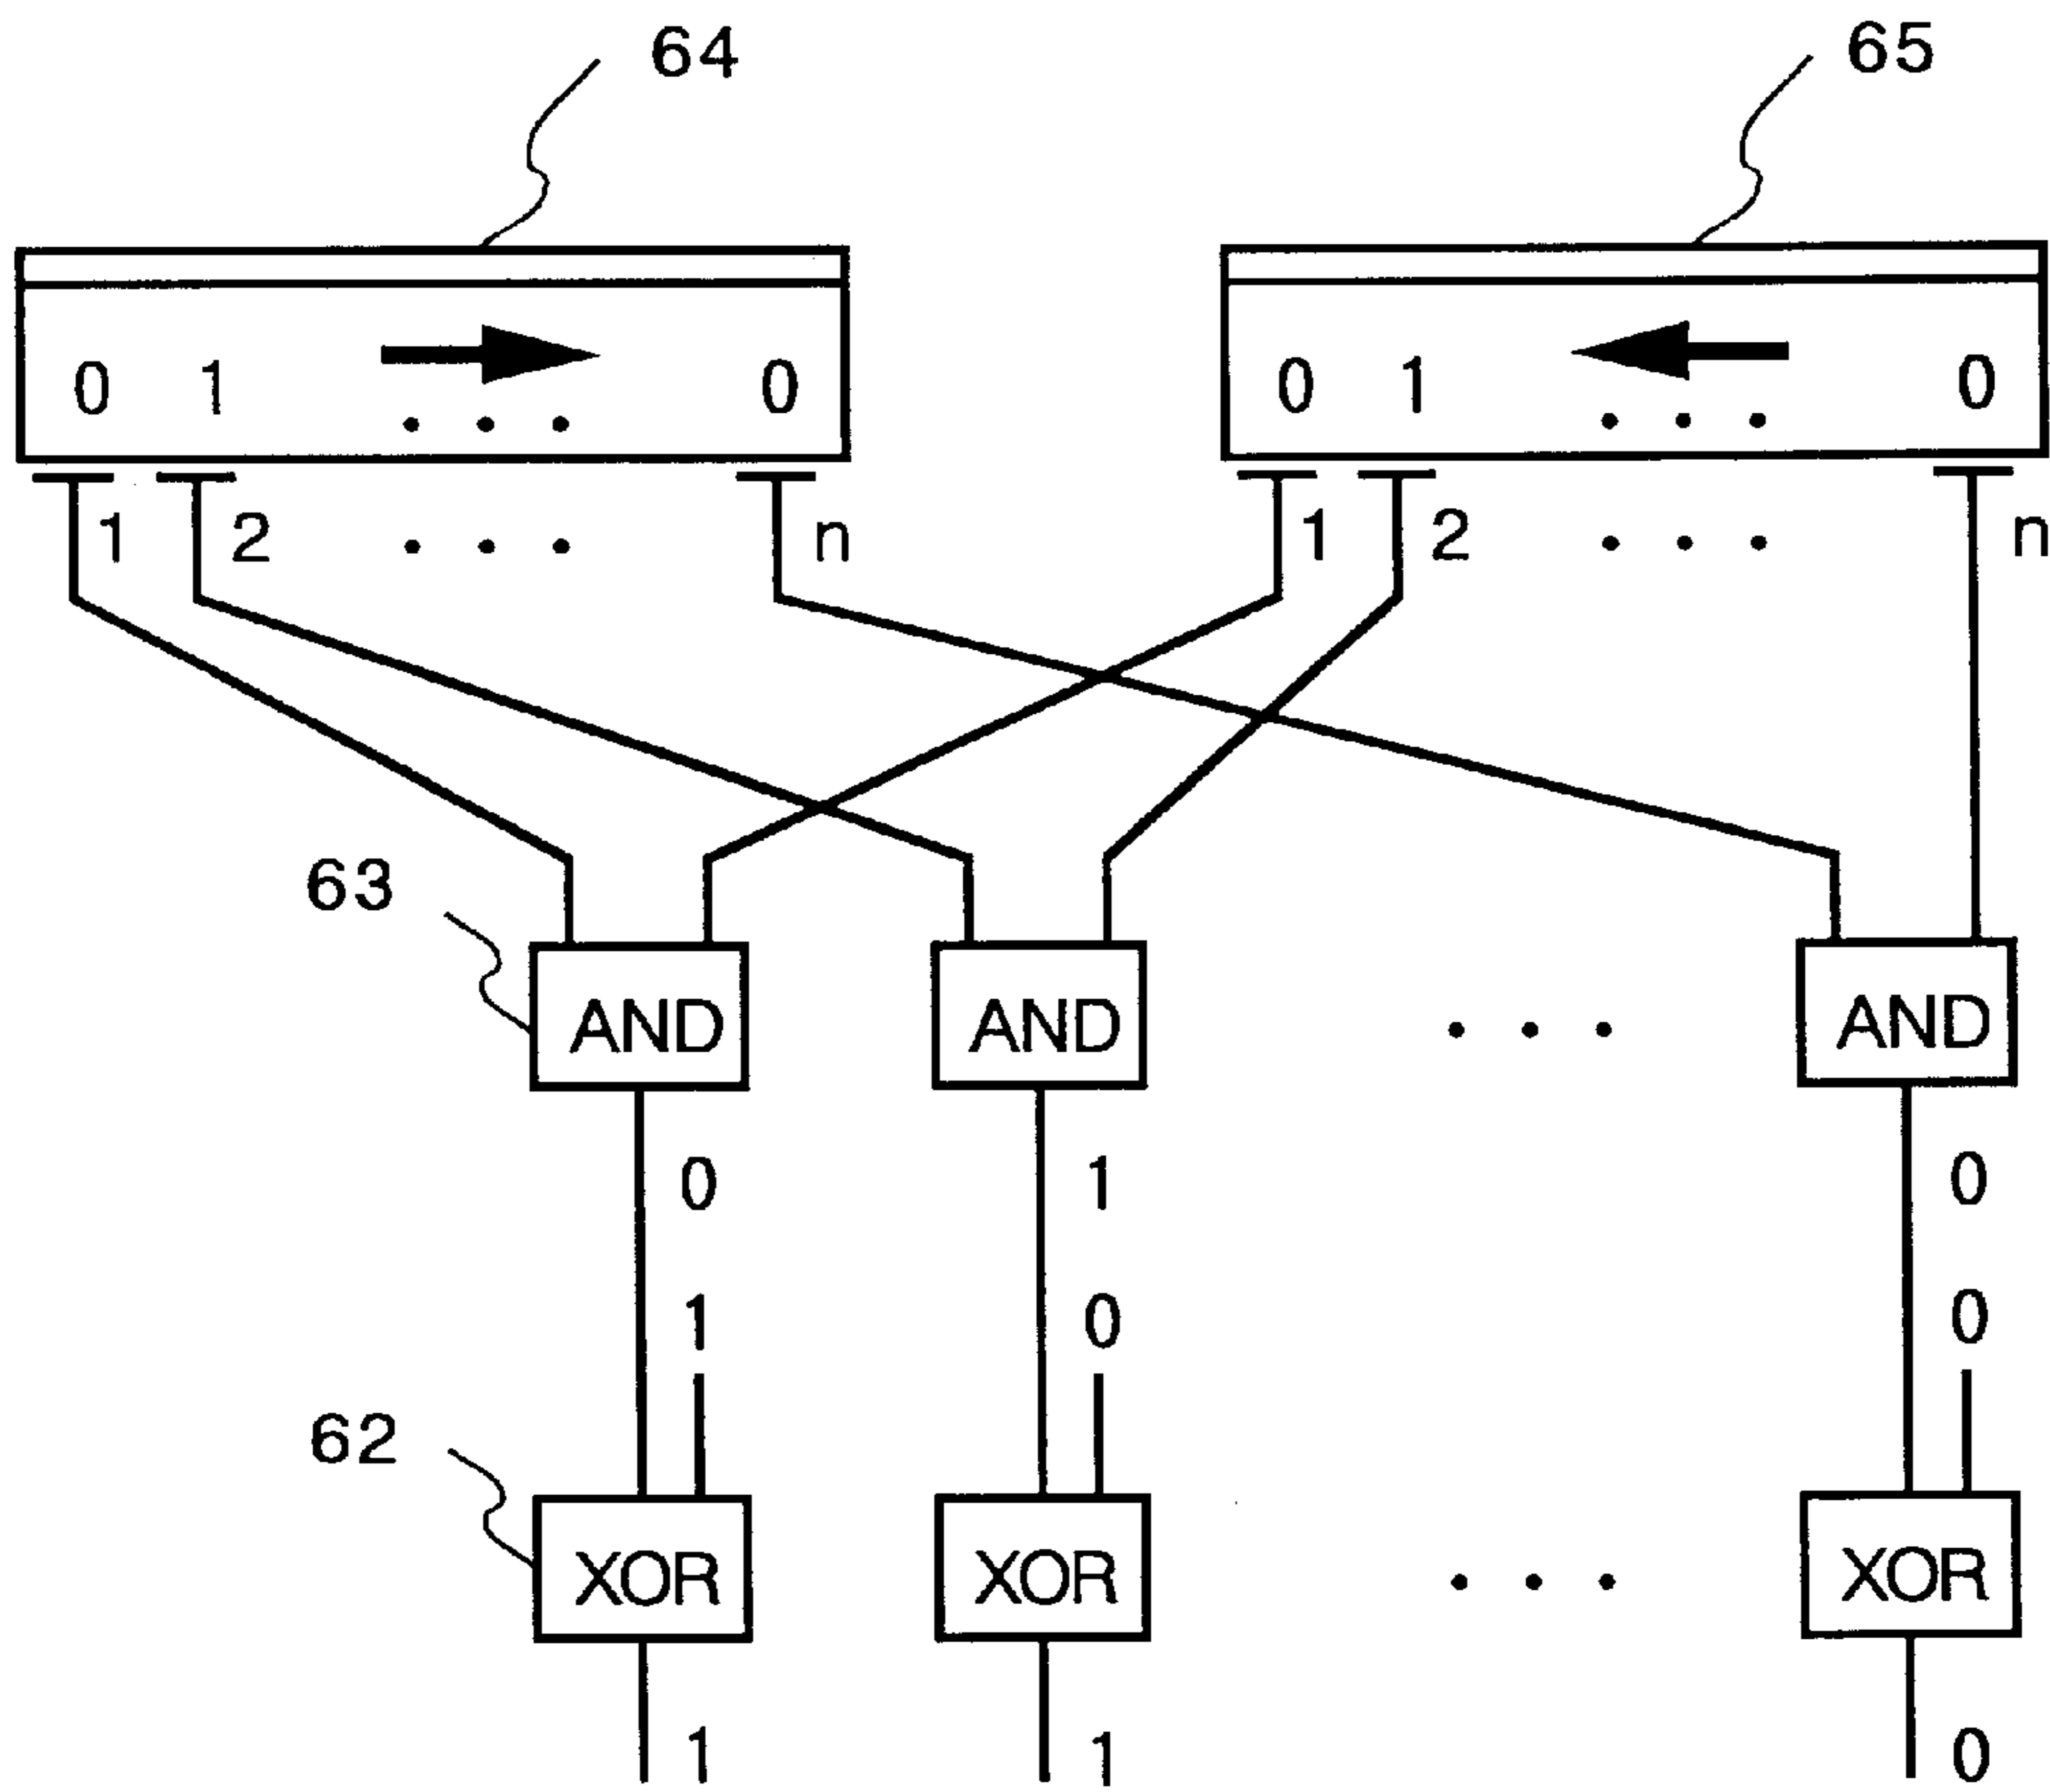 64 65
0 1 . . . 0 0 1 . . . 0
1 2 . . . n 1 2 . . . n
63
AND AND . . . AND
0 1 0
1 0 0
62
XOR XOR . . . XOR
1 1 0